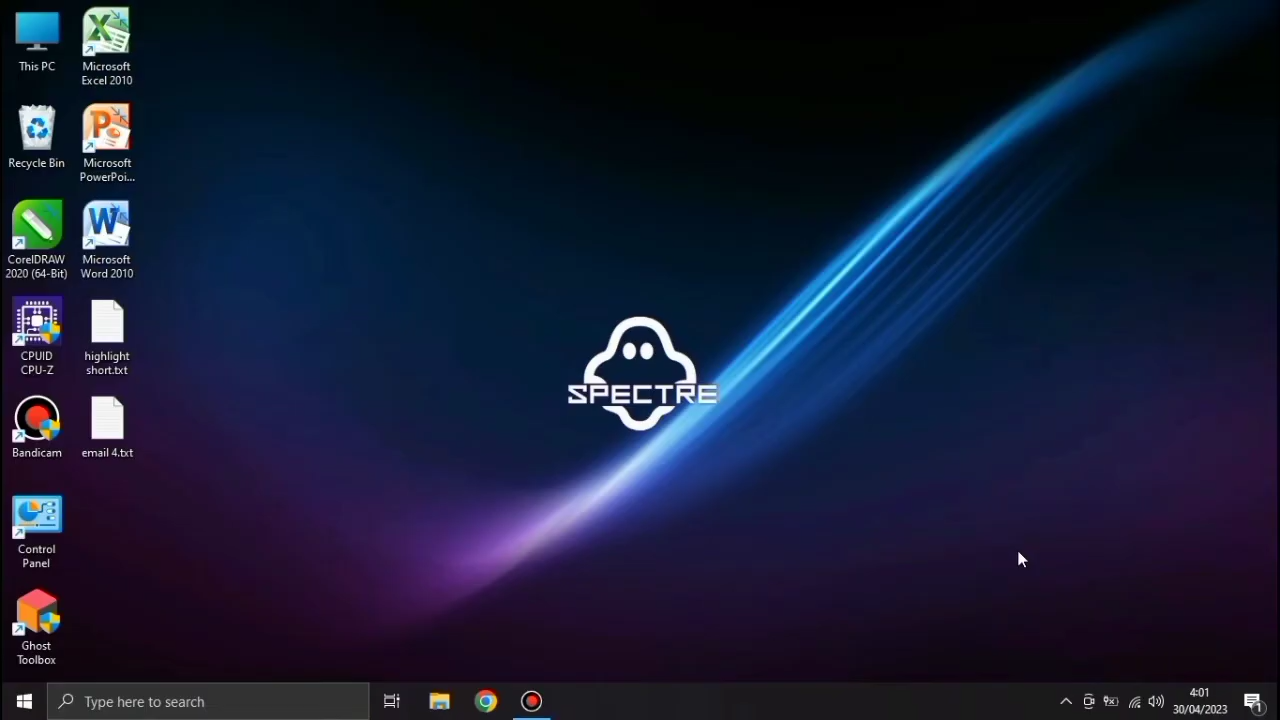 This PC
Microsoft
Excel 2010
Recycle Bin
Microsoft
PowerPoi...
CorelDRAW
2020 (64-Bit)
Microsoft
Word 2010
CPUID
CPU-Z
highlight
short.txt
Bandicam
email 4.txt
Control
Panel
Ghost
Toolbox
SPECTRE
Type here to search
4:01
30/04/2023
1